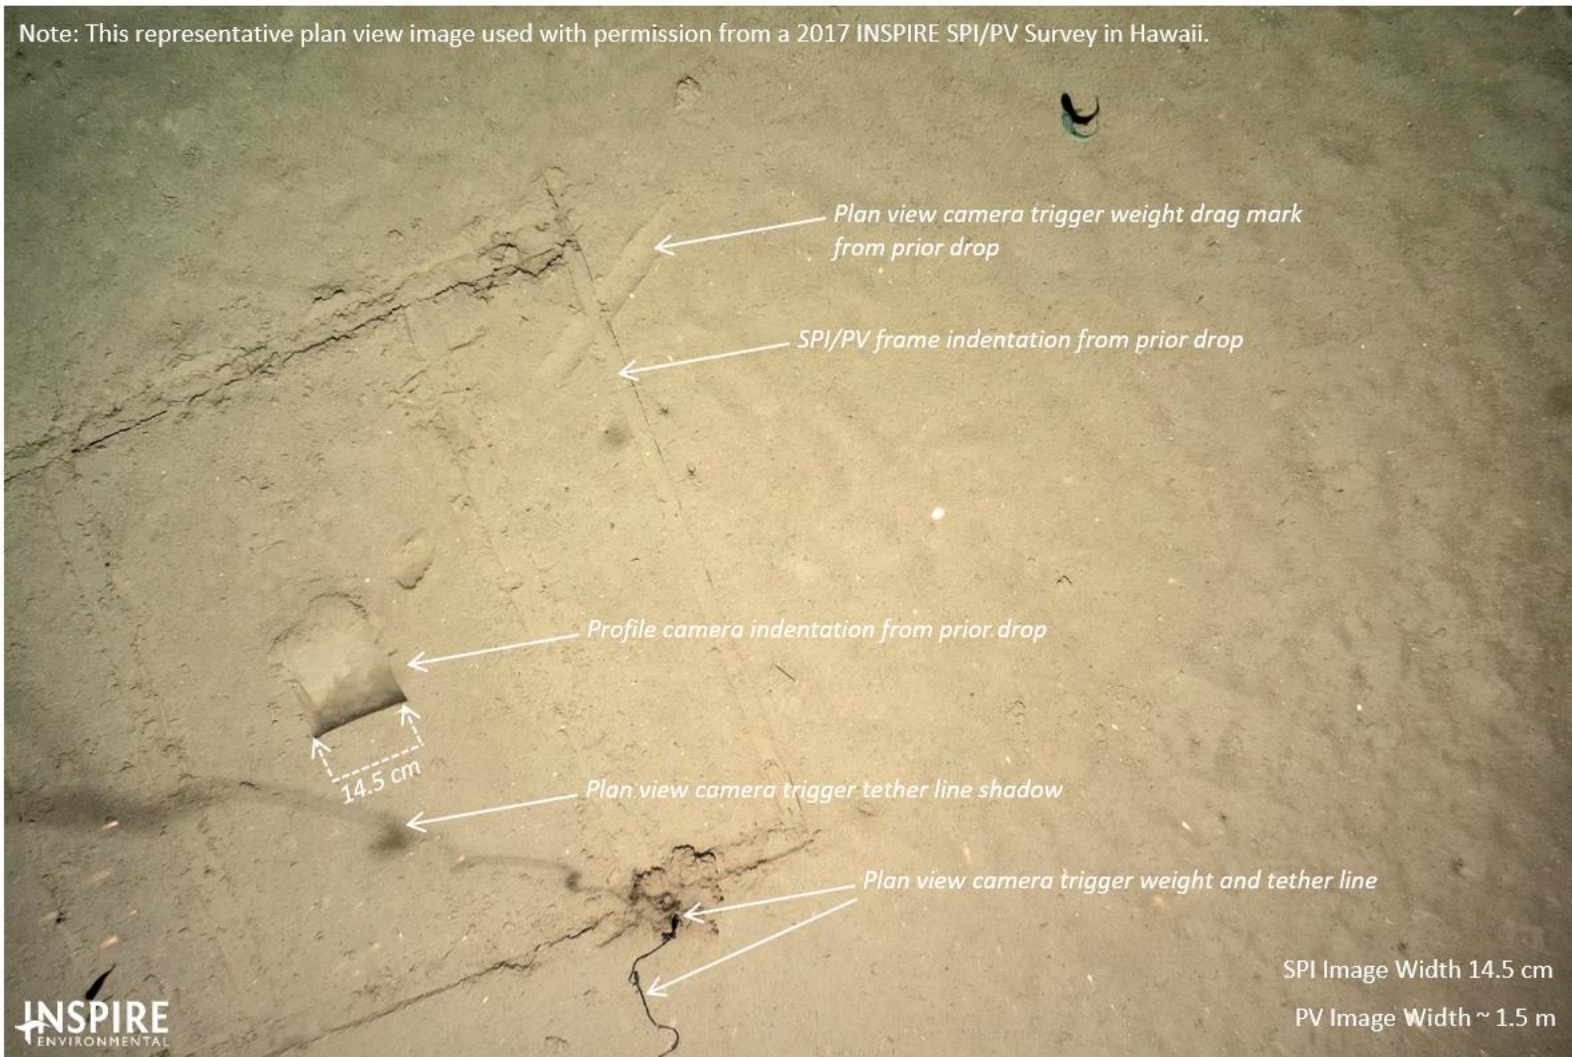 Note: This representative plan view image used with permission from a 2017 INSPIRE SPI/PV Survey in Hawaii.
Plan view camera trigger weight drag mark
from prior drop
SPI/PV frame indentation from prior drop
Profile camera indentation from prior drop
14.5 cm
Plan view camera trigger tether line shadow
Plan view camera trigger weight and tether line
SPI Image Width 14.5 cm
PV Image Width ~ 1.5 m
INSPIRE
ENVIRONMENTAL